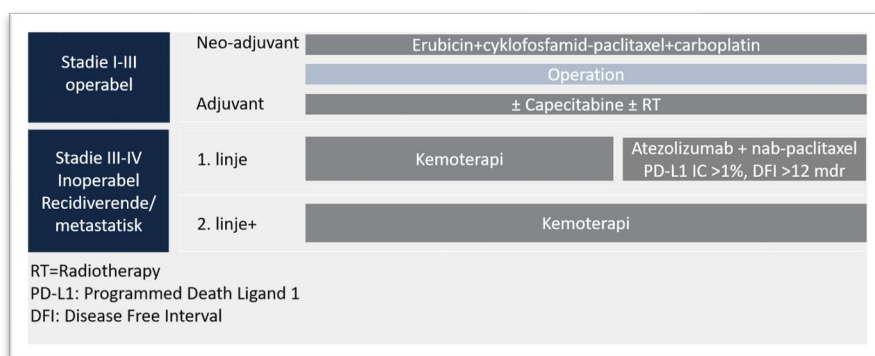 Stadie I-III
operabel
Neo-adjuvant
Erubicin+cyklofosfamid-paclitaxel+carboplatin
Operation
Adjuvant
± Capecitabine ± RT
Stadie III-IV
Inoperabel
Recidiverende/
metastatisk
1. linje
Kemoterapi
Atezolizumab + nab-paclitaxel
PD-L1 IC >1%, DFI >12 mdr
2. linje+
Kemoterapi
RT=Radiotherapy
PD-L1: Programmed Death Ligand 1
DFI: Disease Free Interval